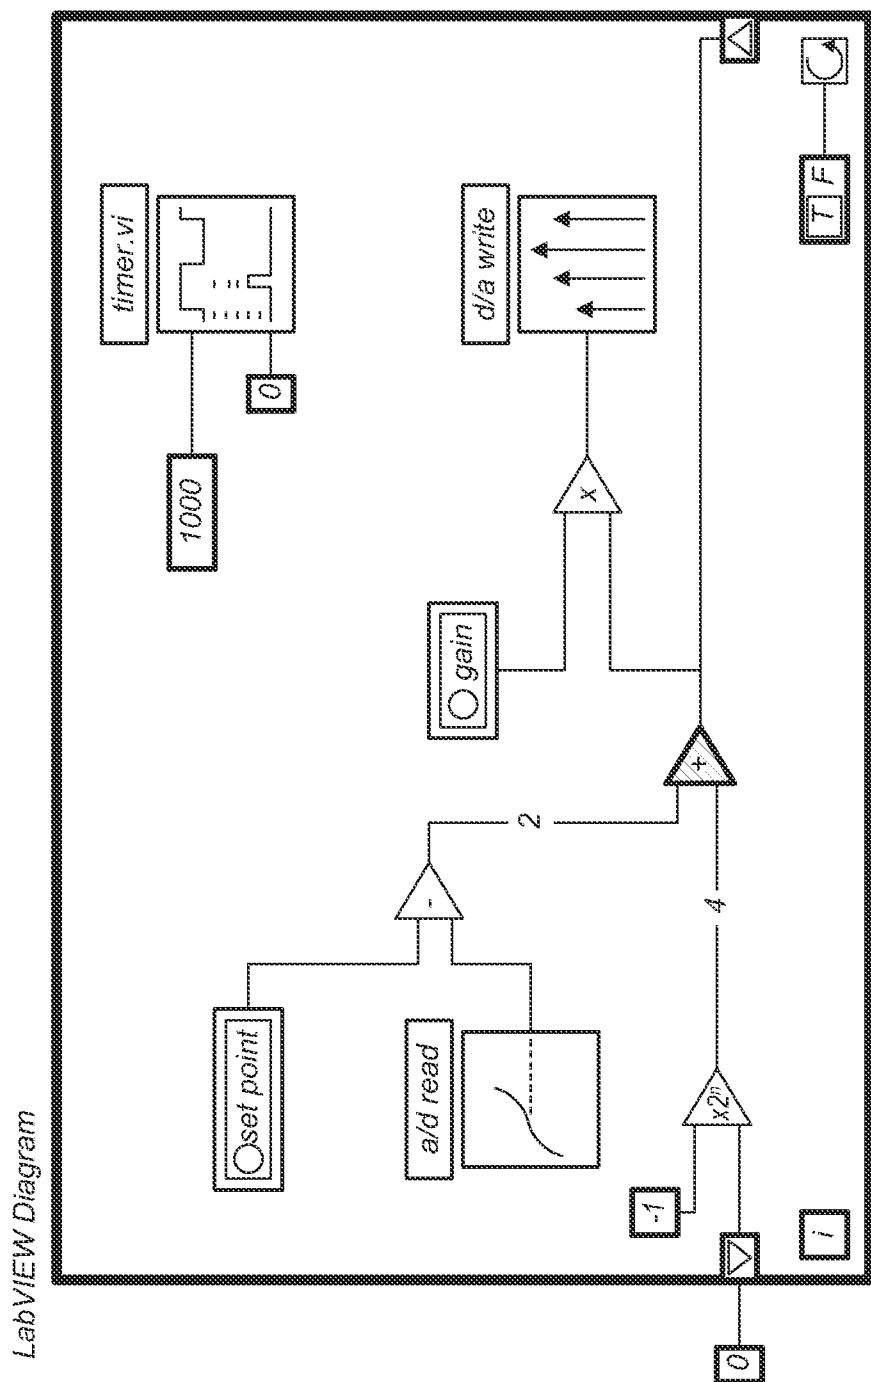 LabVIEW Diagram
timer.vi
1000
0
set point
a/d read
-
2
gain
x
d/a write
+
-1
x2ⁿ
4
0
i
T F